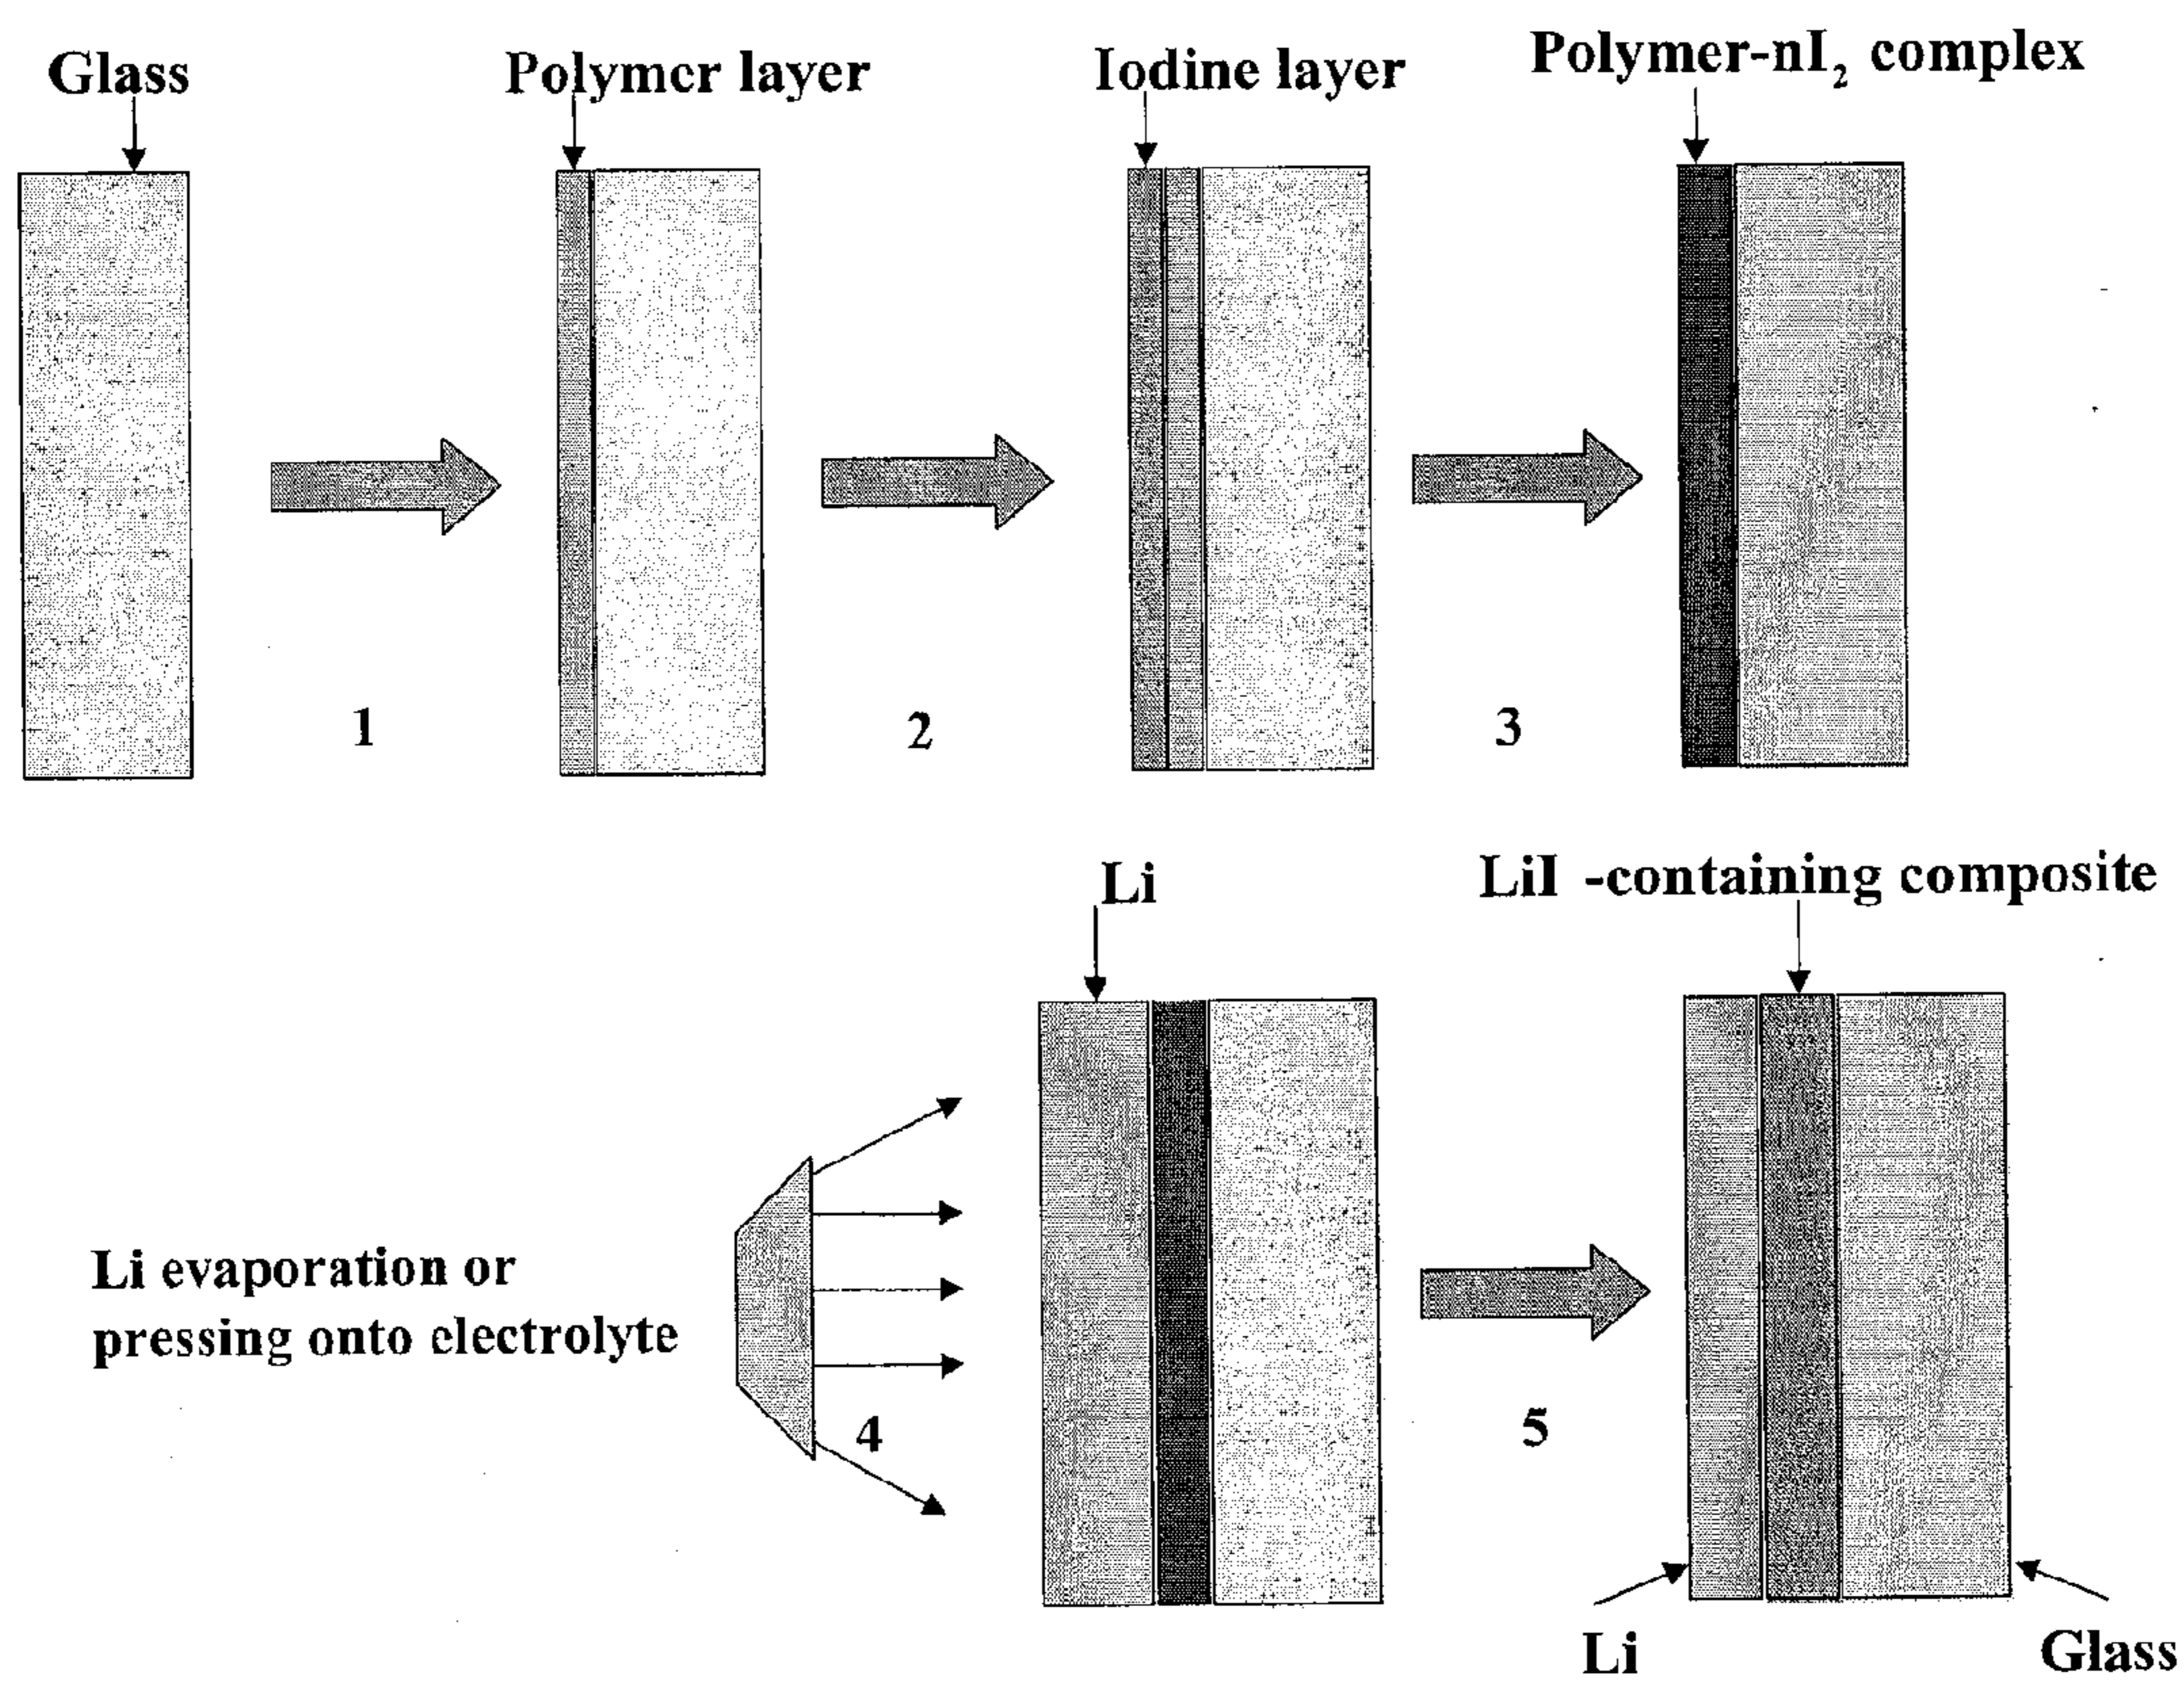 Glass
Polymer layer
Iodine layer
Polymer-nI₂ complex
1
2
3
Li
LiI -containing composite
Li evaporation or
pressing onto electrolyte
4
5
Li
Glass